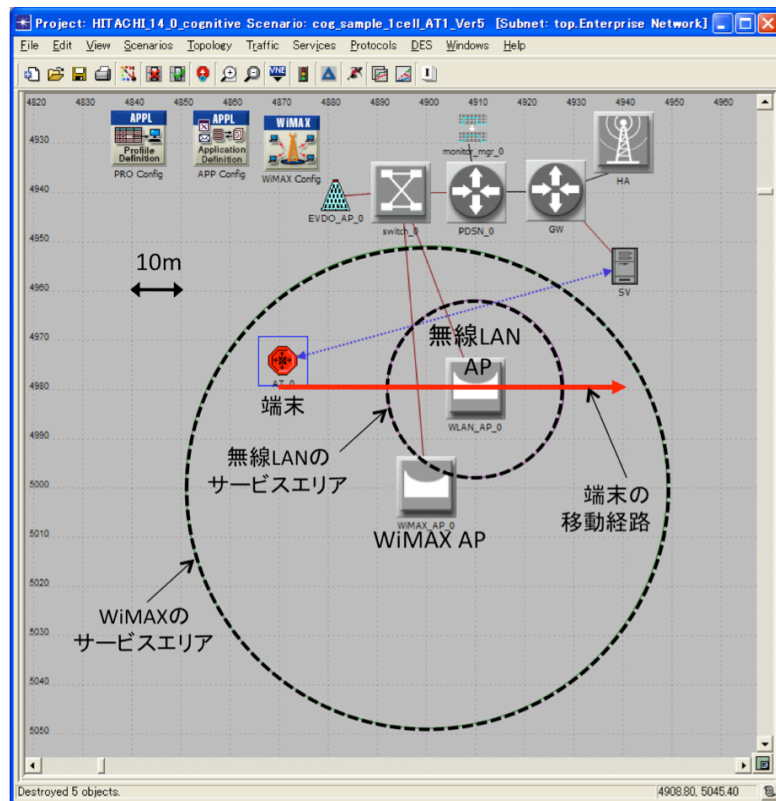 Project: HITACHI_14_0_cognitive Scenario: cog_sample_1cell_AT1_Ver5 [Subnet: top.Enterprise Network]
File Edit View Scenarios Topology Traffic Services Protocols DES Windows Help
4820 4830 4840 4850 4860 4870 4880 4890 4900 4910 4920 4930 4940 4950 4960
4930
4940
4950
4960
4970
4980
4990
5000
5010
5020
5030
5040
5050
APPL
Profile
Definition
PRO Config
APPL
Application
Definition
APP Config
WiMAX
WiMAX Config
monitor_mgr_0
HA
EVDO_AP_0
switch_0
PDSN_0
GW
SV
10m
無線LAN
AP
AT_0
端末
WLAN_AP_0
無線LANの
サービスエリア
端末の
移動経路
WiMAX_AP_0
WiMAX AP
WiMAXの
サービスエリア
Destroyed 5 objects.
4908.80, 5045.40